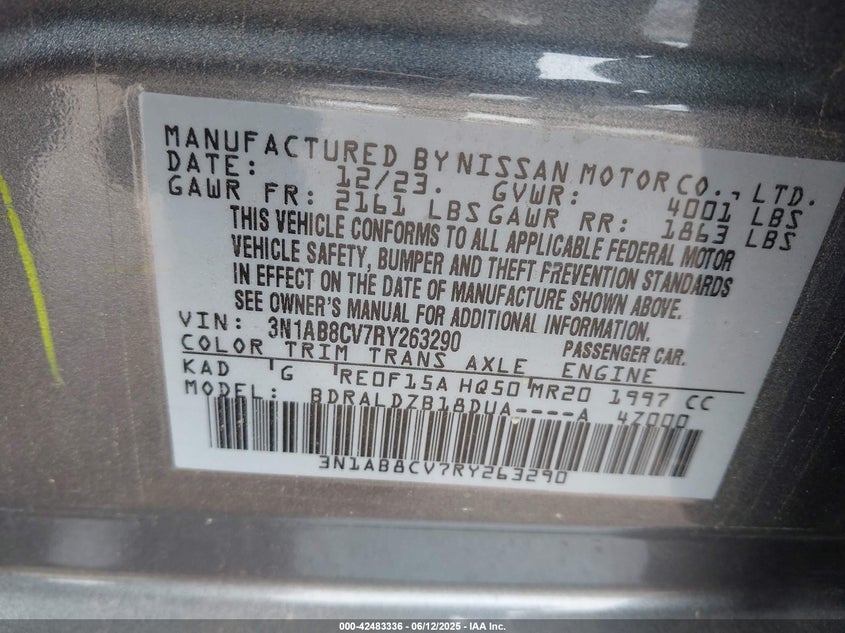 MANUFACTURED BY NISSAN MOTOR CO., LTD.
DATE: 12/23. GVWR: 4001 LBS
GAWR FR: 2161 LBS GAWR RR: 1863 LBS
THIS VEHICLE CONFORMS TO ALL APPLICABLE FEDERAL MOTOR
VEHICLE SAFETY, BUMPER AND THEFT PREVENTION STANDARDS
IN EFFECT ON THE DATE OF MANUFACTURE SHOWN ABOVE.
SEE OWNER'S MANUAL FOR ADDITIONAL INFORMATION.
VIN: 3N1AB8CV7RY263290 PASSENGER CAR.
COLOR TRIM TRANS AXLE ENGINE
KAD G RE0F15A HQ50 MR20 1997 CC
MODEL: BDRALDZB18DUA----A 4Z000
3N1AB8CV7RY263290
000-42483336 - 06/12/2025 - IAA Inc.